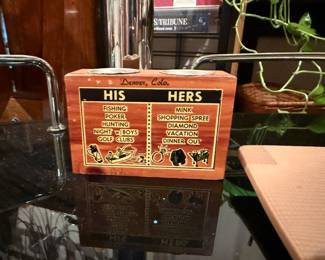 S/TRIBUNE
Denver, Colo.
HIS HERS
FISHING MINK
POKER SHOPPING SPREE
HUNTING DIAMOND
NIGHT w BOYS VACATION
GOLF CLUBS DINNER OUT